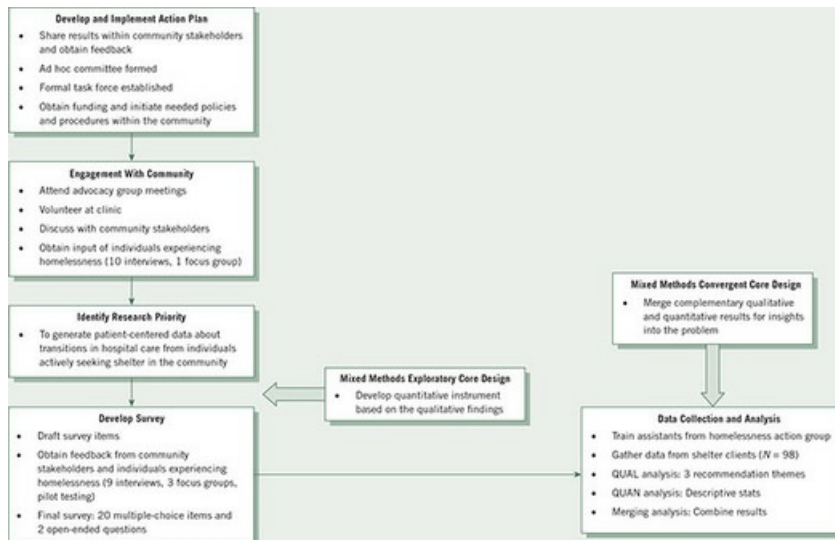 Develop and Implement Action Plan
• Share results within community stakeholders
and obtain feedback
• Ad hoc committee formed
• Formal task force established
• Obtain funding and initiate needed policies
and procedures within the community
Engagement With Community
• Attend advocacy group meetings
• Volunteer at clinic
• Discuss with community stakeholders
• Obtain input of individuals experiencing
homelessness (10 interviews, 1 focus group)
Identify Research Priority
• To generate patient-centered data about
transitions in hospital care from individuals
actively seeking shelter in the community
Mixed Methods Exploratory Core Design
• Develop quantitative instrument
based on the qualitative findings
Develop Survey
• Draft survey items
• Obtain feedback from community
stakeholders and individuals experiencing
homelessness (9 interviews, 3 focus groups,
pilot testing)
• Final survey: 20 multiple-choice items and
2 open-ended questions
Mixed Methods Convergent Core Design
• Merge complementary qualitative
and quantitative results for insights
into the problem
Data Collection and Analysis
• Train assistants from homelessness action group
• Gather data from shelter clients (N = 98)
• QUAL analysis: 3 recommendation themes
• QUAN analysis: Descriptive stats
• Merging analysis: Combine results